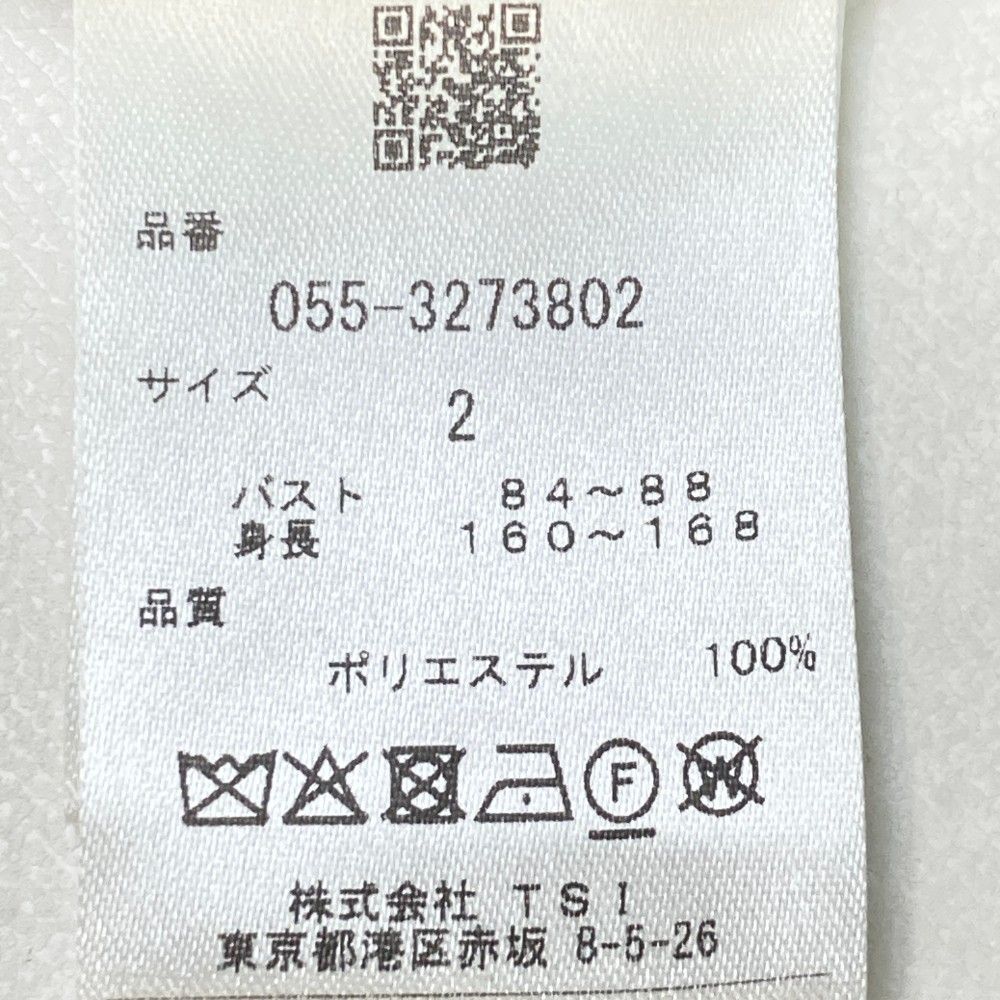 品番
055-3273802
サイズ
2
バスト 84～88
身長 160～168
品質
ポリエステル 100%
F
W
株式会社 TSI
東京都港区赤坂 8-5-26